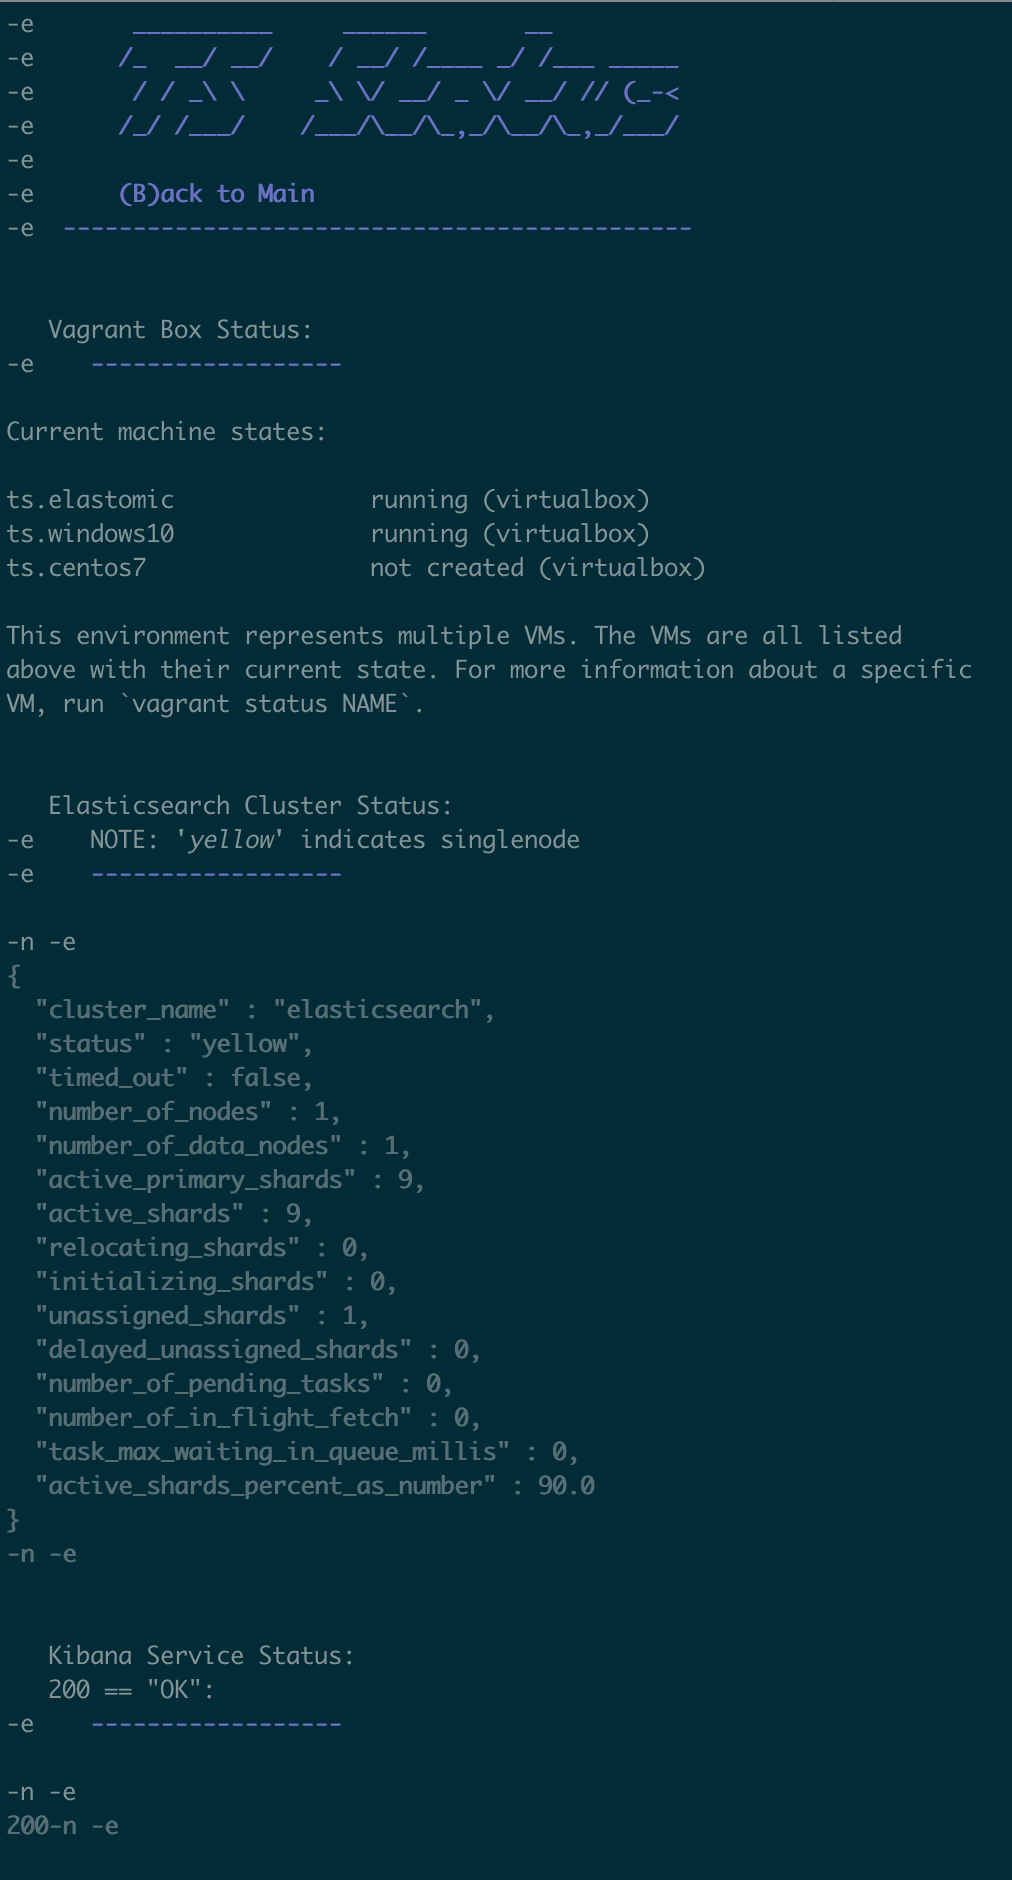 -e       __________     ______       __
-e      /_  __/ __/    / __/ /____ _/ /___ _____
-e       / / _\ \     _\ \/ __/ _ \/ __/ // (_-<
-e      /_/ /___/    /___/\__/\_,_/\__/\_,_/___/
-e
-e      (B)ack to Main
-e  ---------------------------------------------
   Vagrant Box Status:
-e    ------------------
Current machine states:
ts.elastomic              running (virtualbox)
ts.windows10              running (virtualbox)
ts.centos7                not created (virtualbox)
This environment represents multiple VMs. The VMs are all listed
above with their current state. For more information about a specific
VM, run `vagrant status NAME`.
   Elasticsearch Cluster Status:
-e    NOTE: 'yellow' indicates singlenode
-e    ------------------
-n -e
{
  "cluster_name" : "elasticsearch",
  "status" : "yellow",
  "timed_out" : false,
  "number_of_nodes" : 1,
  "number_of_data_nodes" : 1,
  "active_primary_shards" : 9,
  "active_shards" : 9,
  "relocating_shards" : 0,
  "initializing_shards" : 0,
  "unassigned_shards" : 1,
  "delayed_unassigned_shards" : 0,
  "number_of_pending_tasks" : 0,
  "number_of_in_flight_fetch" : 0,
  "task_max_waiting_in_queue_millis" : 0,
  "active_shards_percent_as_number" : 90.0
}
-n -e
   Kibana Service Status:
   200 == "OK":
-e    ------------------
-n -e
200-n -e